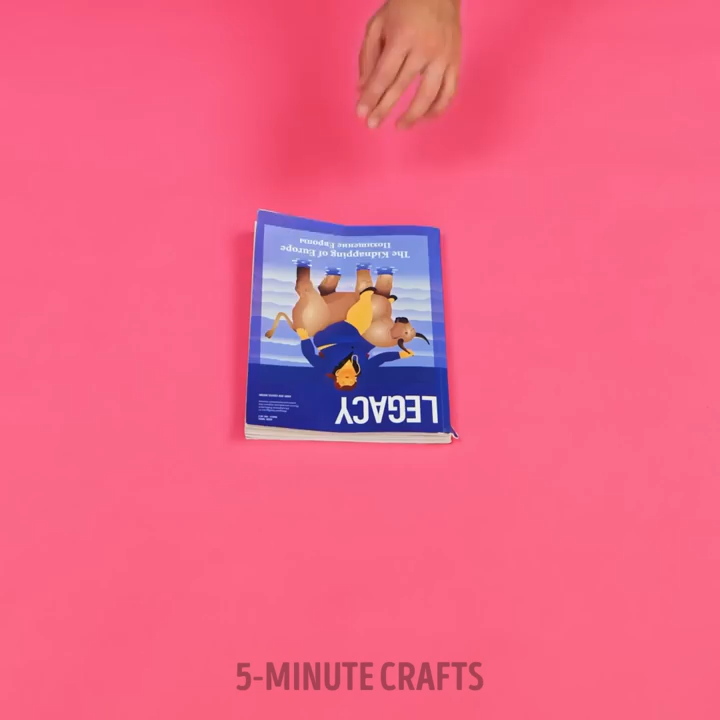 LEGACY
The Kidnapping of Europe
Похищение Европы
5-MINUTE CRAFTS